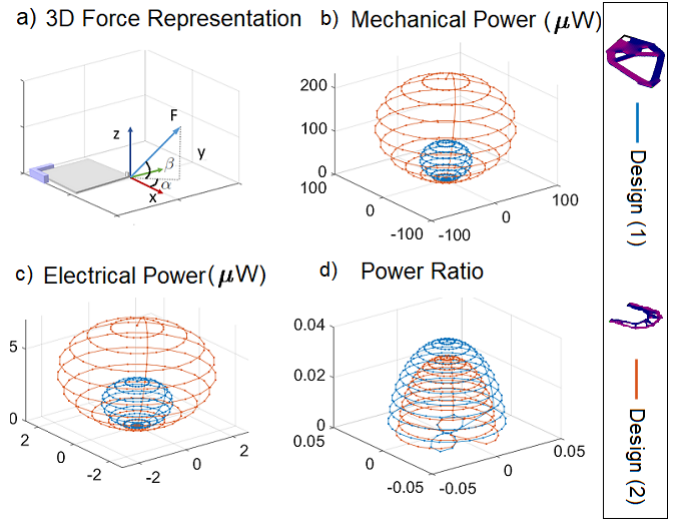 a) 3D Force Representation
z
F
y
β
α
x
b) Mechanical Power (μW)
200
100
0
100
0
-100
-100
0
100
c) Electrical Power(μW)
5
0
2
0
-2
-2
0
2
d) Power Ratio
0.04
0.02
0
0.05
0
-0.05
-0.05
0
0.05
Design (1)
Design (2)